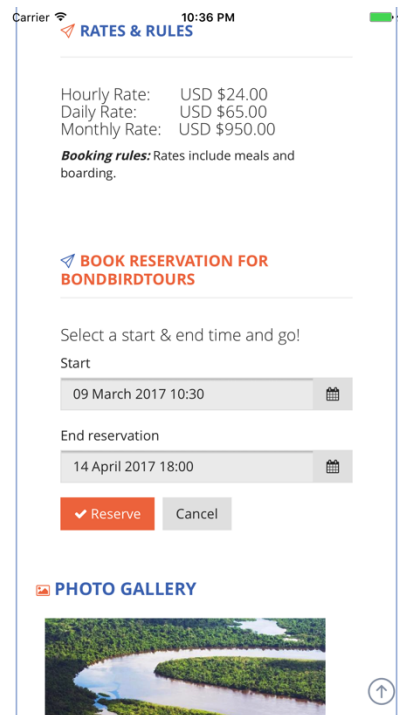 Carrier 10:36 PM
RATES & RULES
Hourly Rate: USD $24.00
Daily Rate: USD $65.00
Monthly Rate: USD $950.00
Booking rules: Rates include meals and
boarding.
BOOK RESERVATION FOR
BONDBIRDTOURS
Select a start & end time and go!
Start
09 March 2017 10:30
End reservation
14 April 2017 18:00
Reserve Cancel
PHOTO GALLERY